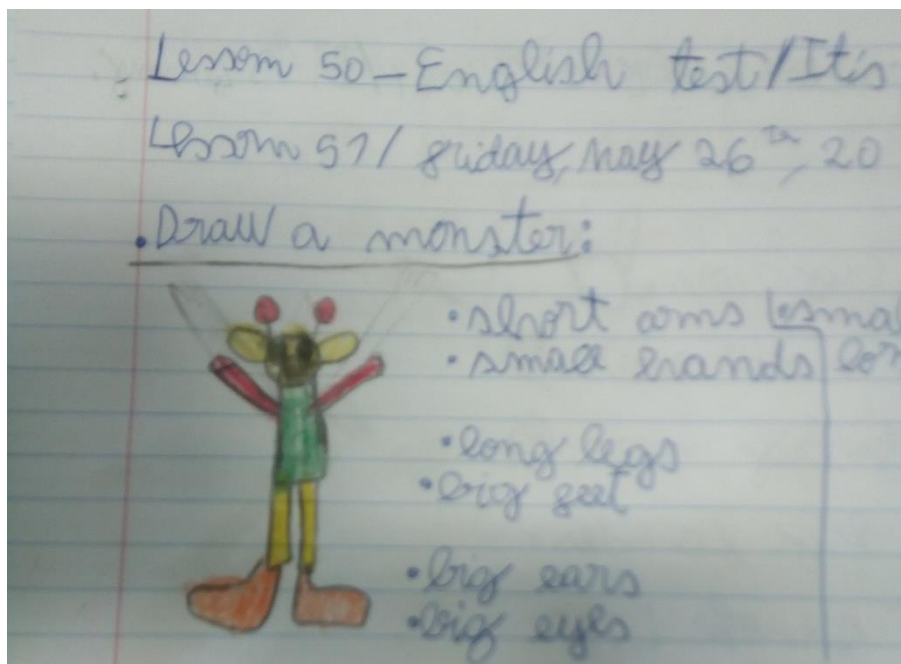 Lesson 50 - English test / It is
Lesson 51 / friday, may 26th, 20
• Draw a monster:
• short arms
• small hands
• long legs
• big feet
• big ears
• big eyes